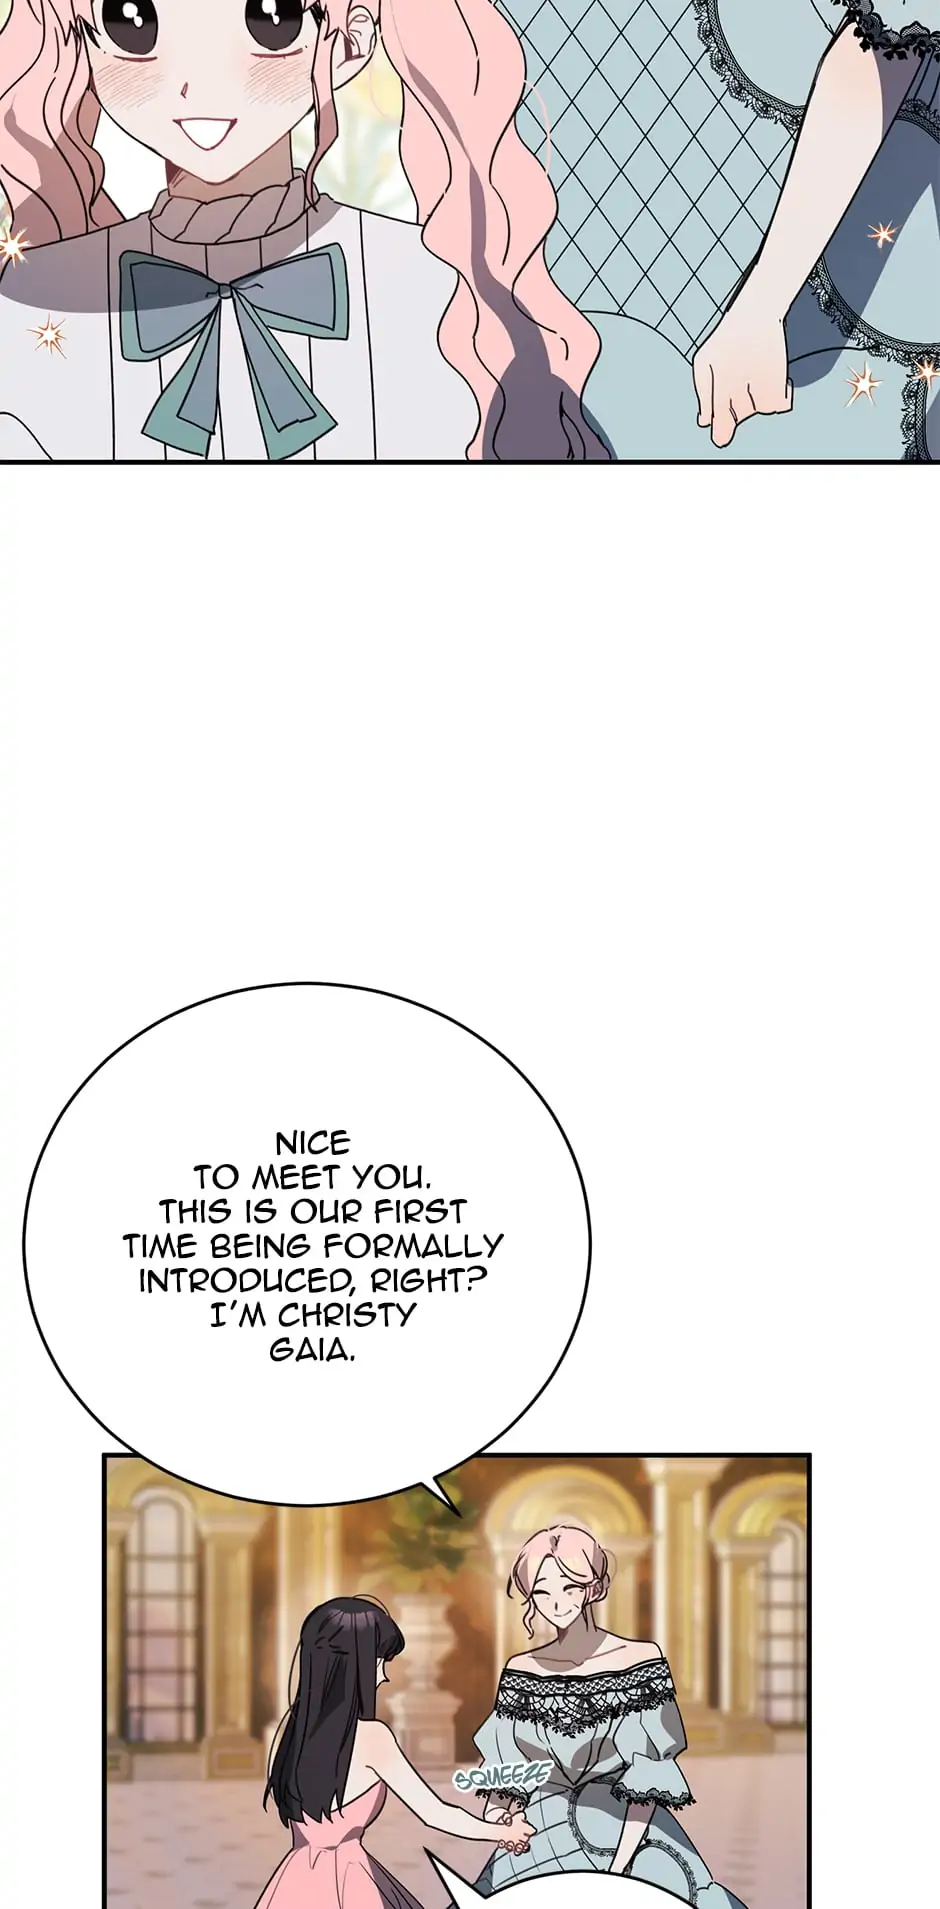 NICE
TO MEET YOU.
THIS IS OUR FIRST
TIME BEING FORMALLY
INTRODUCED, RIGHT?
I'M CHRISTY
GAIA.
SQUEEZE